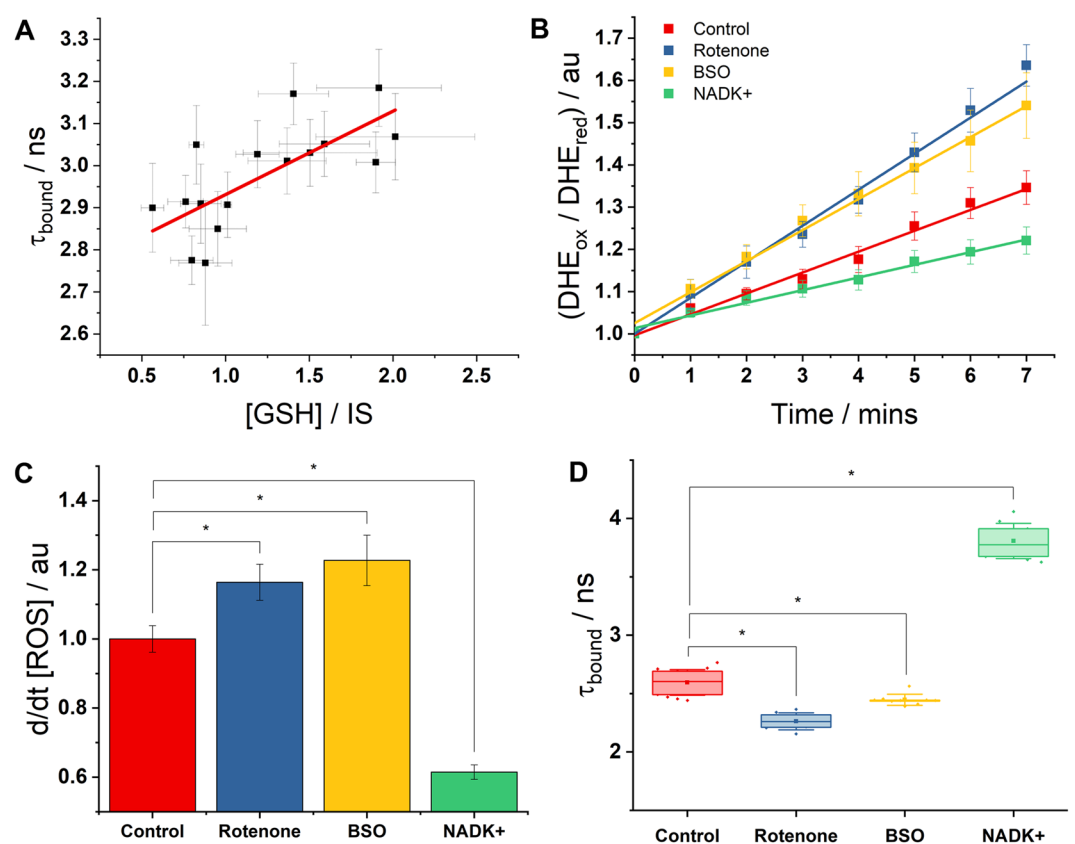 A
3.3
3.2
3.1
3.0
2.9
2.8
2.7
2.6
τbound / ns
0.5
1.0
1.5
2.0
2.5
[GSH] / IS
B
Control
Rotenone
BSO
NADK+
1.7
1.6
1.5
1.4
1.3
1.2
1.1
1.0
(DHEox / DHEred) / au
0
1
2
3
4
5
6
7
Time / mins
C
*
*
*
1.4
1.2
1.0
0.8
0.6
d/dt [ROS] / au
Control
Rotenone
BSO
NADK+
D
*
*
*
4
3
2
τbound / ns
Control
Rotenone
BSO
NADK+